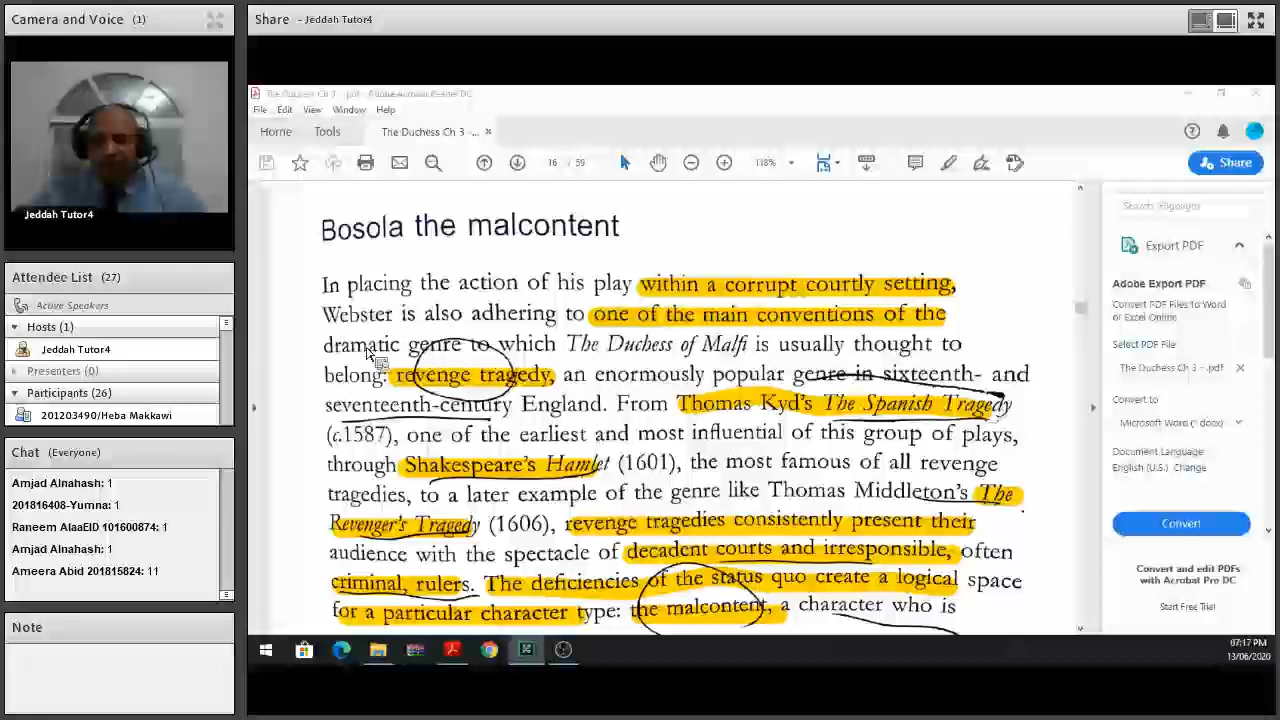 Camera and Voice (1)
Jeddah Tutor4
Attendee List (27)
Active Speakers
Hosts (1)
Jeddah Tutor4
Presenters (0)
Participants (26)
201203490/Heba Makkawi
Chat (Everyone)
Amjad Alnahash: 1
201816408-Yumna: 1
Raneem AlaaEID 101600874: 1
Amjad Alnahash: 1
Ameera Abid 201815824: 11
Note
Share - Jeddah Tutor4
The Duchess Ch 3
File Edit View Window Help
Home Tools The Duchess Ch 3 -... ×
16 / 59
118%
Share
Bosola the malcontent
In placing the action of his play within a corrupt courtly setting,
Webster is also adhering to one of the main conventions of the
dramatic genre to which The Duchess of Malfi is usually thought to
belong: revenge tragedy, an enormously popular genre in sixteenth- and
seventeenth-century England. From Thomas Kyd's The Spanish Tragedy
(c.1587), one of the earliest and most influential of this group of plays,
through Shakespeare's Hamlet (1601), the most famous of all revenge
tragedies, to a later example of the genre like Thomas Middleton's The
Revenger's Tragedy (1606), revenge tragedies consistently present their
audience with the spectacle of decadent courts and irresponsible, often
criminal, rulers. The deficiencies of the status quo create a logical space
for a particular character type: the malcontent, a character who is
Export PDF
Adobe Export PDF
Convert PDF Files to Word
or Excel Online
Select PDF File
The Duchess Ch 3 -.pdf ×
Convert to
Microsoft Word (*.docx)
Document Language:
English (U.S.) Change
Convert
Convert and edit PDFs
with Acrobat Pro DC
Start Free Trial
07:17 PM
13/06/2020